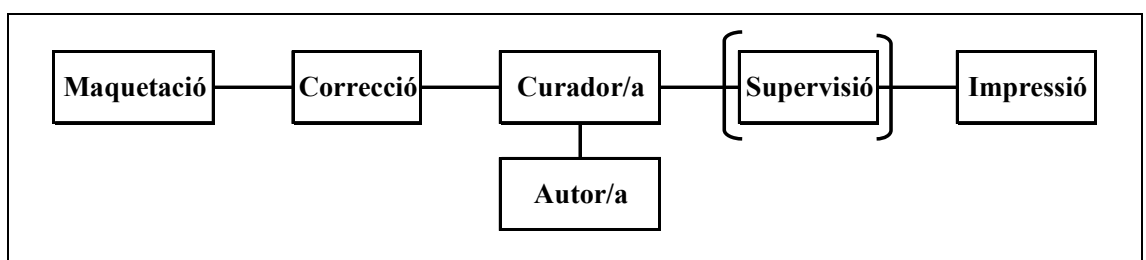 Maquetació
Correcció
Curador/a
Supervisió
Impressió
Autor/a